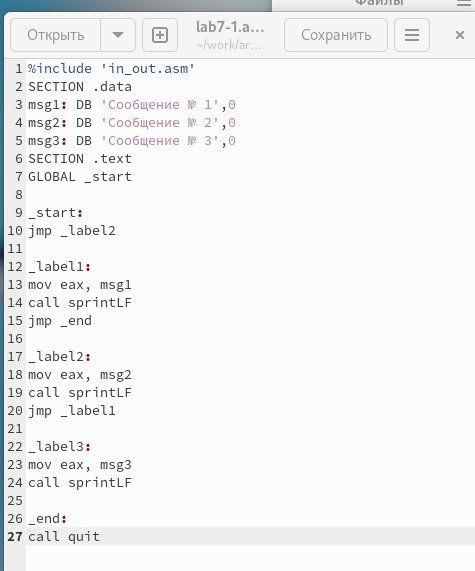 Файлы
Открыть
lab7-1.a...
~/work/ar...
Сохранить
1 %include 'in_out.asm'
2 SECTION .data
3 msg1: DB 'Сообщение № 1',0
4 msg2: DB 'Сообщение № 2',0
5 msg3: DB 'Сообщение № 3',0
6 SECTION .text
7 GLOBAL _start
8
9 _start:
10 jmp _label2
11
12 _label1:
13 mov eax, msg1
14 call sprintLF
15 jmp _end
16
17 _label2:
18 mov eax, msg2
19 call sprintLF
20 jmp _label1
21
22 _label3:
23 mov eax, msg3
24 call sprintLF
25
26 _end:
27 call quit